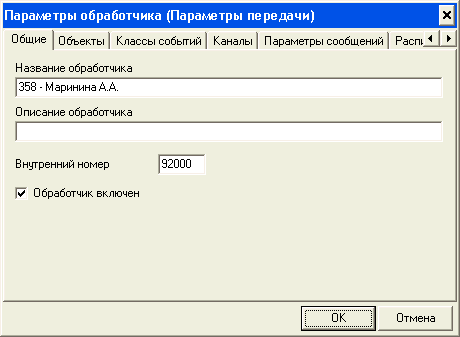 Параметры обработчика (Параметры передачи)
Общие Объекты Классы событий Каналы Параметры сообщений Распи
Название обработчика
358 - Маринина А.А.
Описание обработчика
Внутренний номер 92000
Обработчик включен
OK Отмена